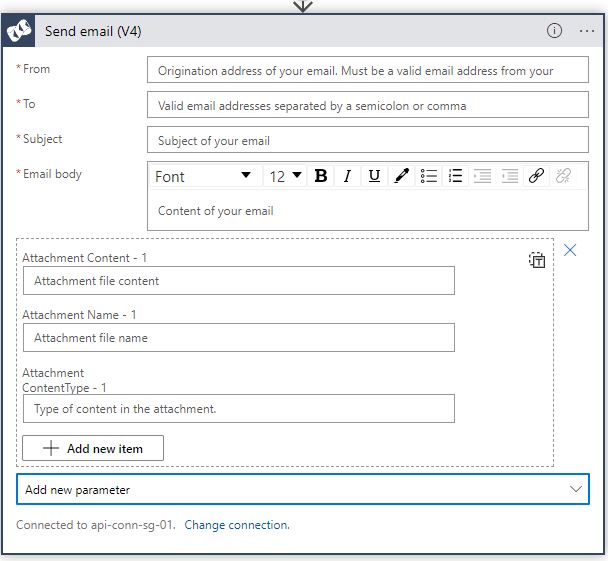 Send email (V4)
* From
Origination address of your email. Must be a valid email address from your
* To
Valid email addresses separated by a semicolon or comma
* Subject
Subject of your email
* Email body
Font 12 B I U
Content of your email
Attachment Content - 1
Attachment file content
Attachment Name - 1
Attachment file name
Attachment
ContentType - 1
Type of content in the attachment.
Add new item
Add new parameter
Connected to api-conn-sg-01. Change connection.